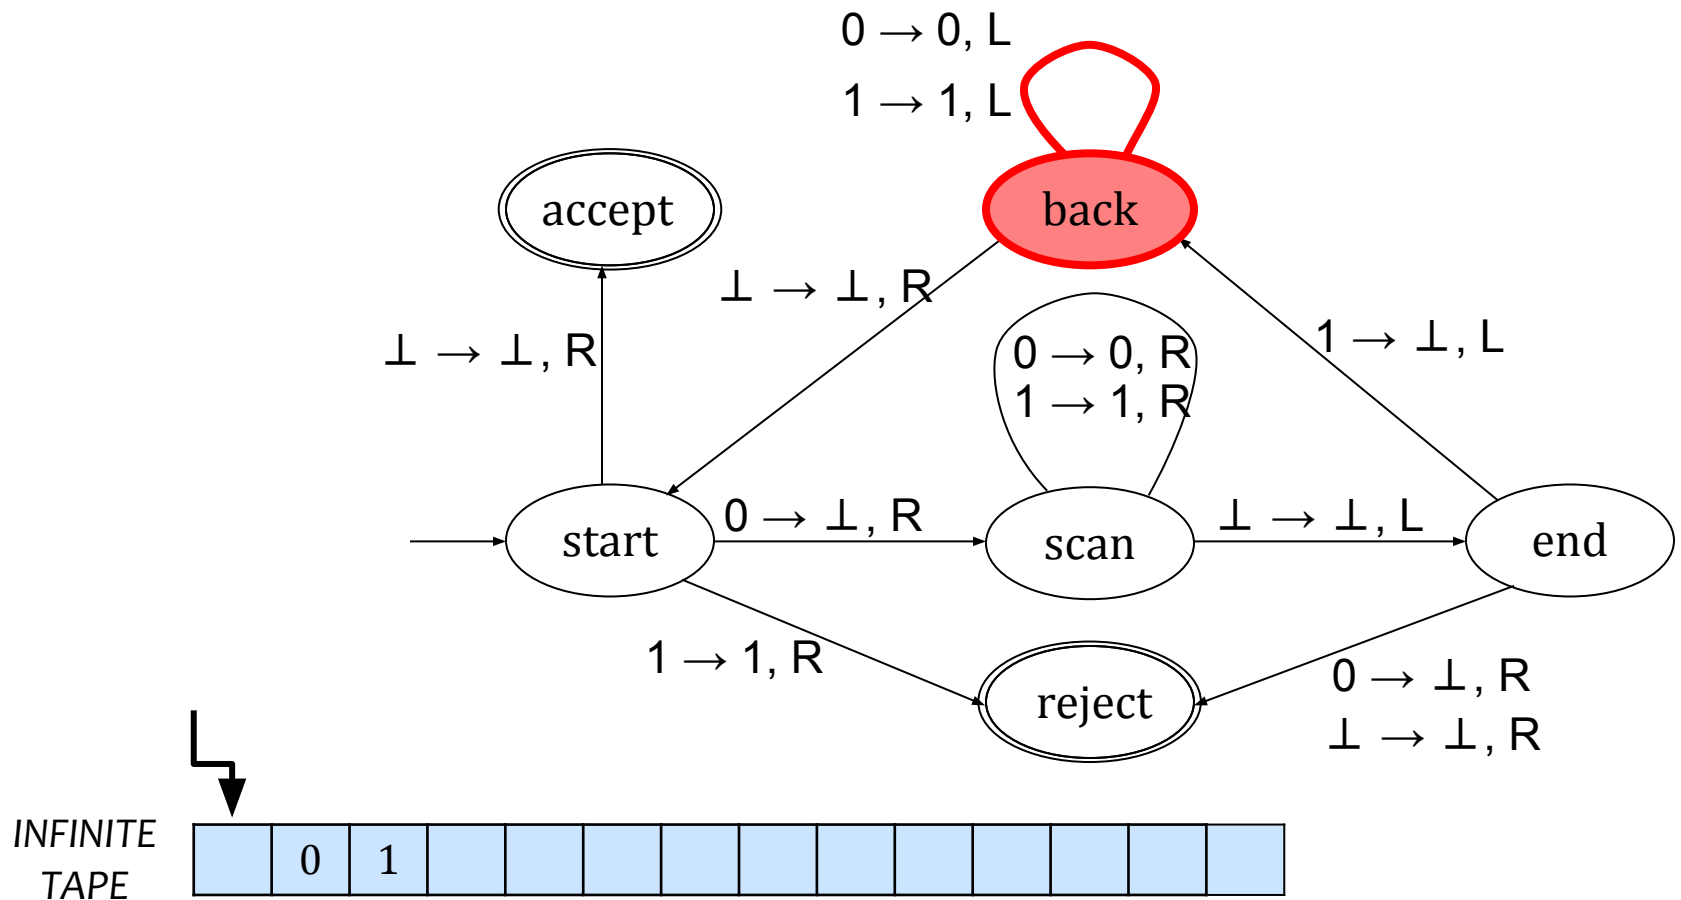 0 → 0, L
1 → 1, L
accept
back
⊥ → ⊥, R
⊥ → ⊥, R
0 → 0, R
1 → 1, R
1 → ⊥, L
start
0 → ⊥, R
scan
⊥ → ⊥, L
end
1 → 1, R
reject
0 → ⊥, R
⊥ → ⊥, R
INFINITE
TAPE
0 1